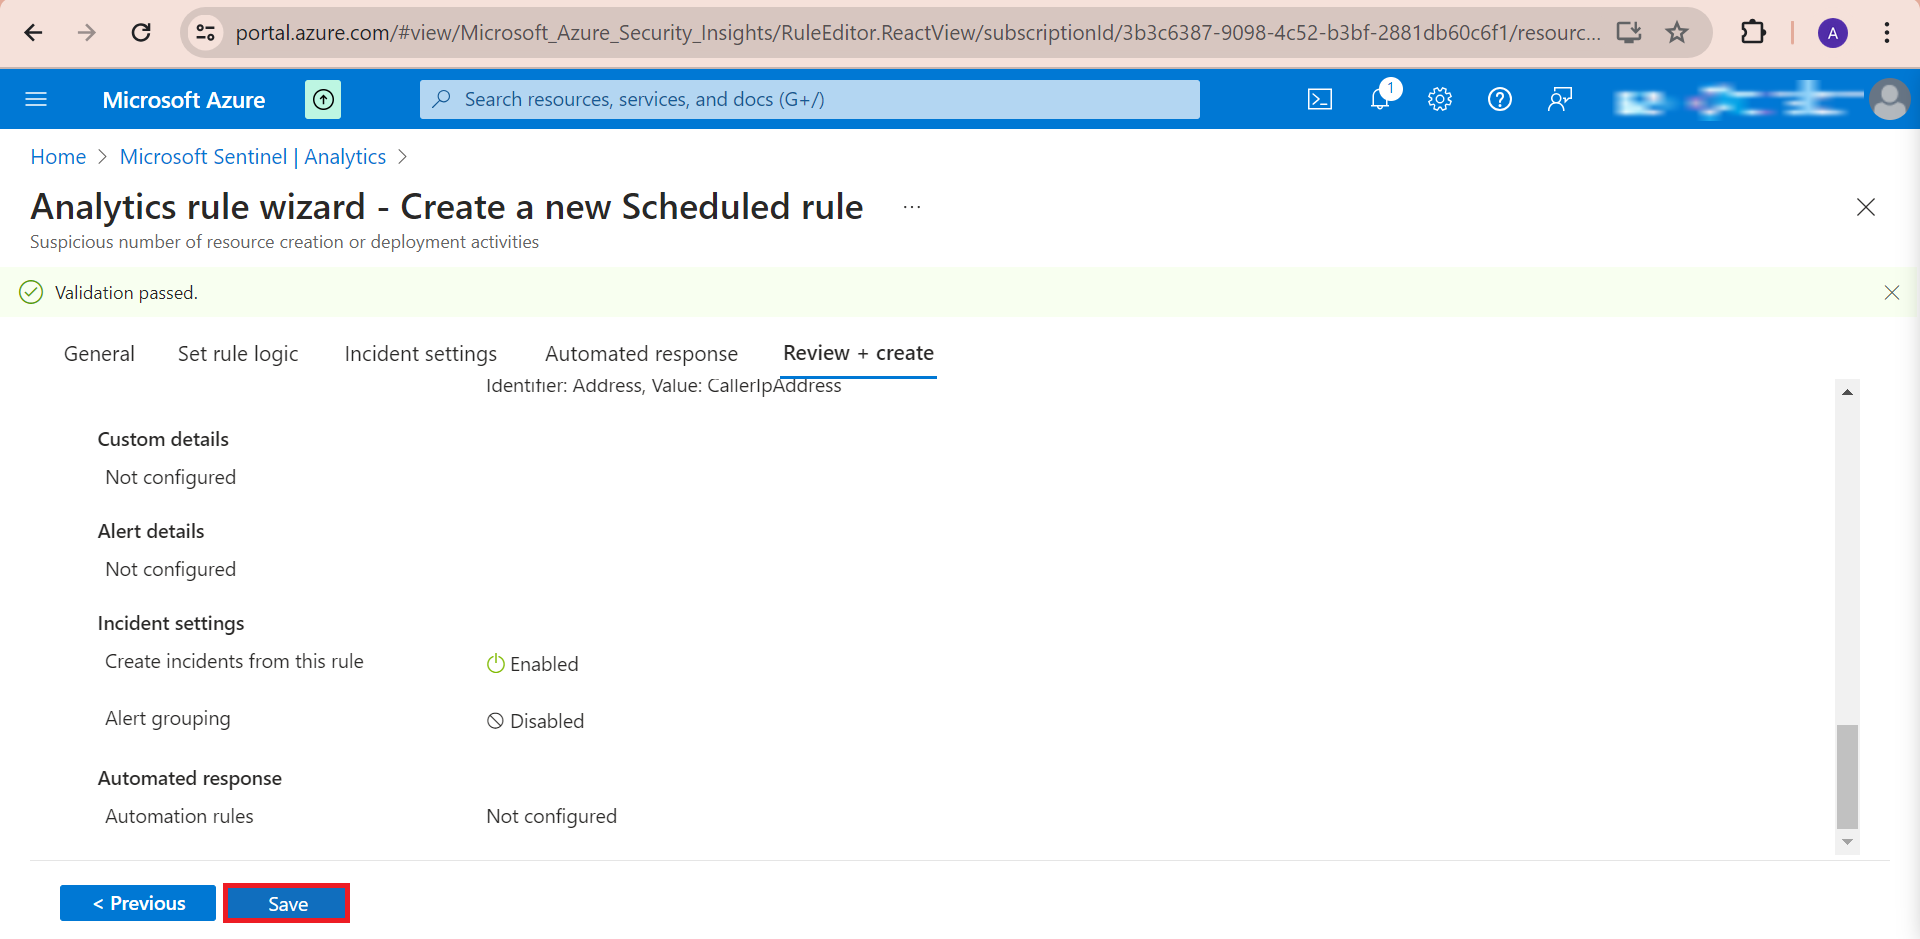 portal.azure.com/#view/Microsoft_Azure_Security_Insights/RuleEditor.ReactView/subscriptionId/3b3c6387-9098-4c52-b3bf-2881db60c6f1/resourc...
A
Microsoft Azure
Search resources, services, and docs (G+/)
1
Home > Microsoft Sentinel | Analytics >
Analytics rule wizard - Create a new Scheduled rule ...
Suspicious number of resource creation or deployment activities
Validation passed.
General Set rule logic Incident settings Automated response Review + create
Identifier: Address, Value: CallerIpAddress
Custom details
Not configured
Alert details
Not configured
Incident settings
Create incidents from this rule Enabled
Alert grouping Disabled
Automated response
Automation rules Not configured
< Previous Save